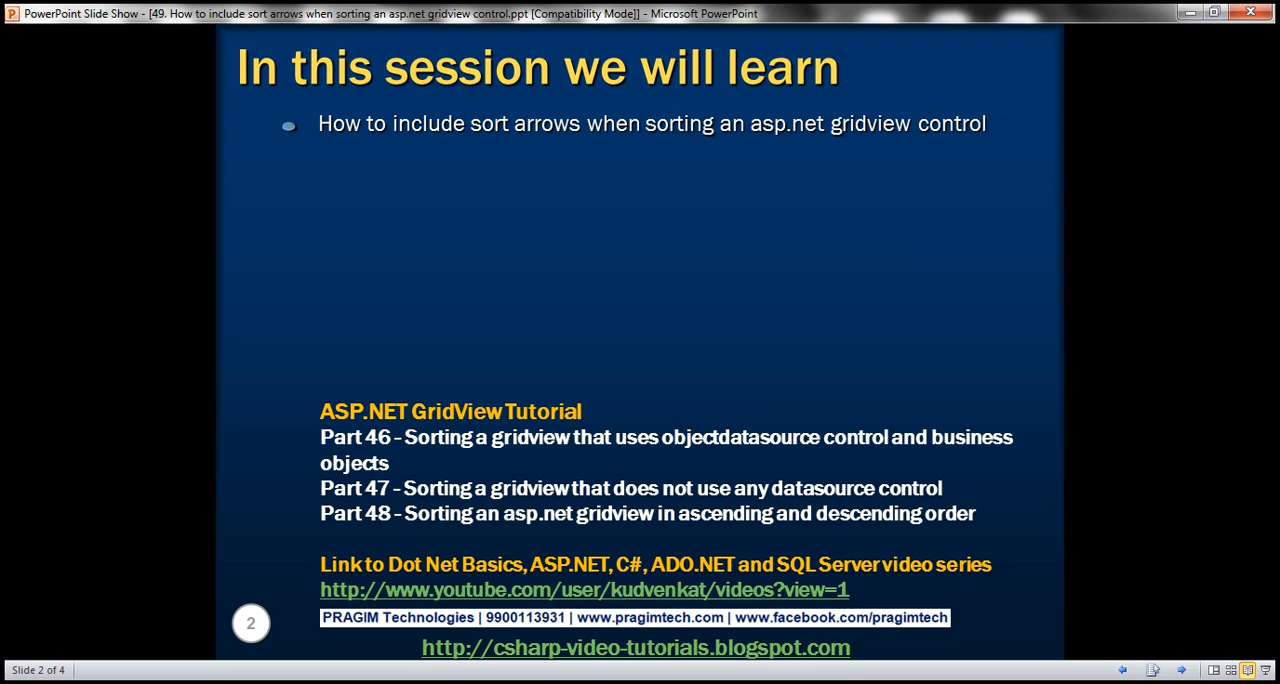 PowerPoint Slide Show - [49. How to include sort arrows when sorting an asp.net gridview control.ppt [Compatibility Mode]] - Microsoft PowerPoint
In this session we will learn
How to include sort arrows when sorting an asp.net gridview control
ASP.NET GridView Tutorial
Part 46 - Sorting a gridview that uses objectdatasource control and business
objects
Part 47 - Sorting a gridview that does not use any datasource control
Part 48 - Sorting an asp.net gridview in ascending and descending order
Link to Dot Net Basics, ASP.NET, C#, ADO.NET and SQL Server video series
http://www.youtube.com/user/kudvenkat/videos?view=1
PRAGIM Technologies | 9900113931 | www.pragimtech.com | www.facebook.com/pragimtech
2
http://csharp-video-tutorials.blogspot.com
Slide 2 of 4